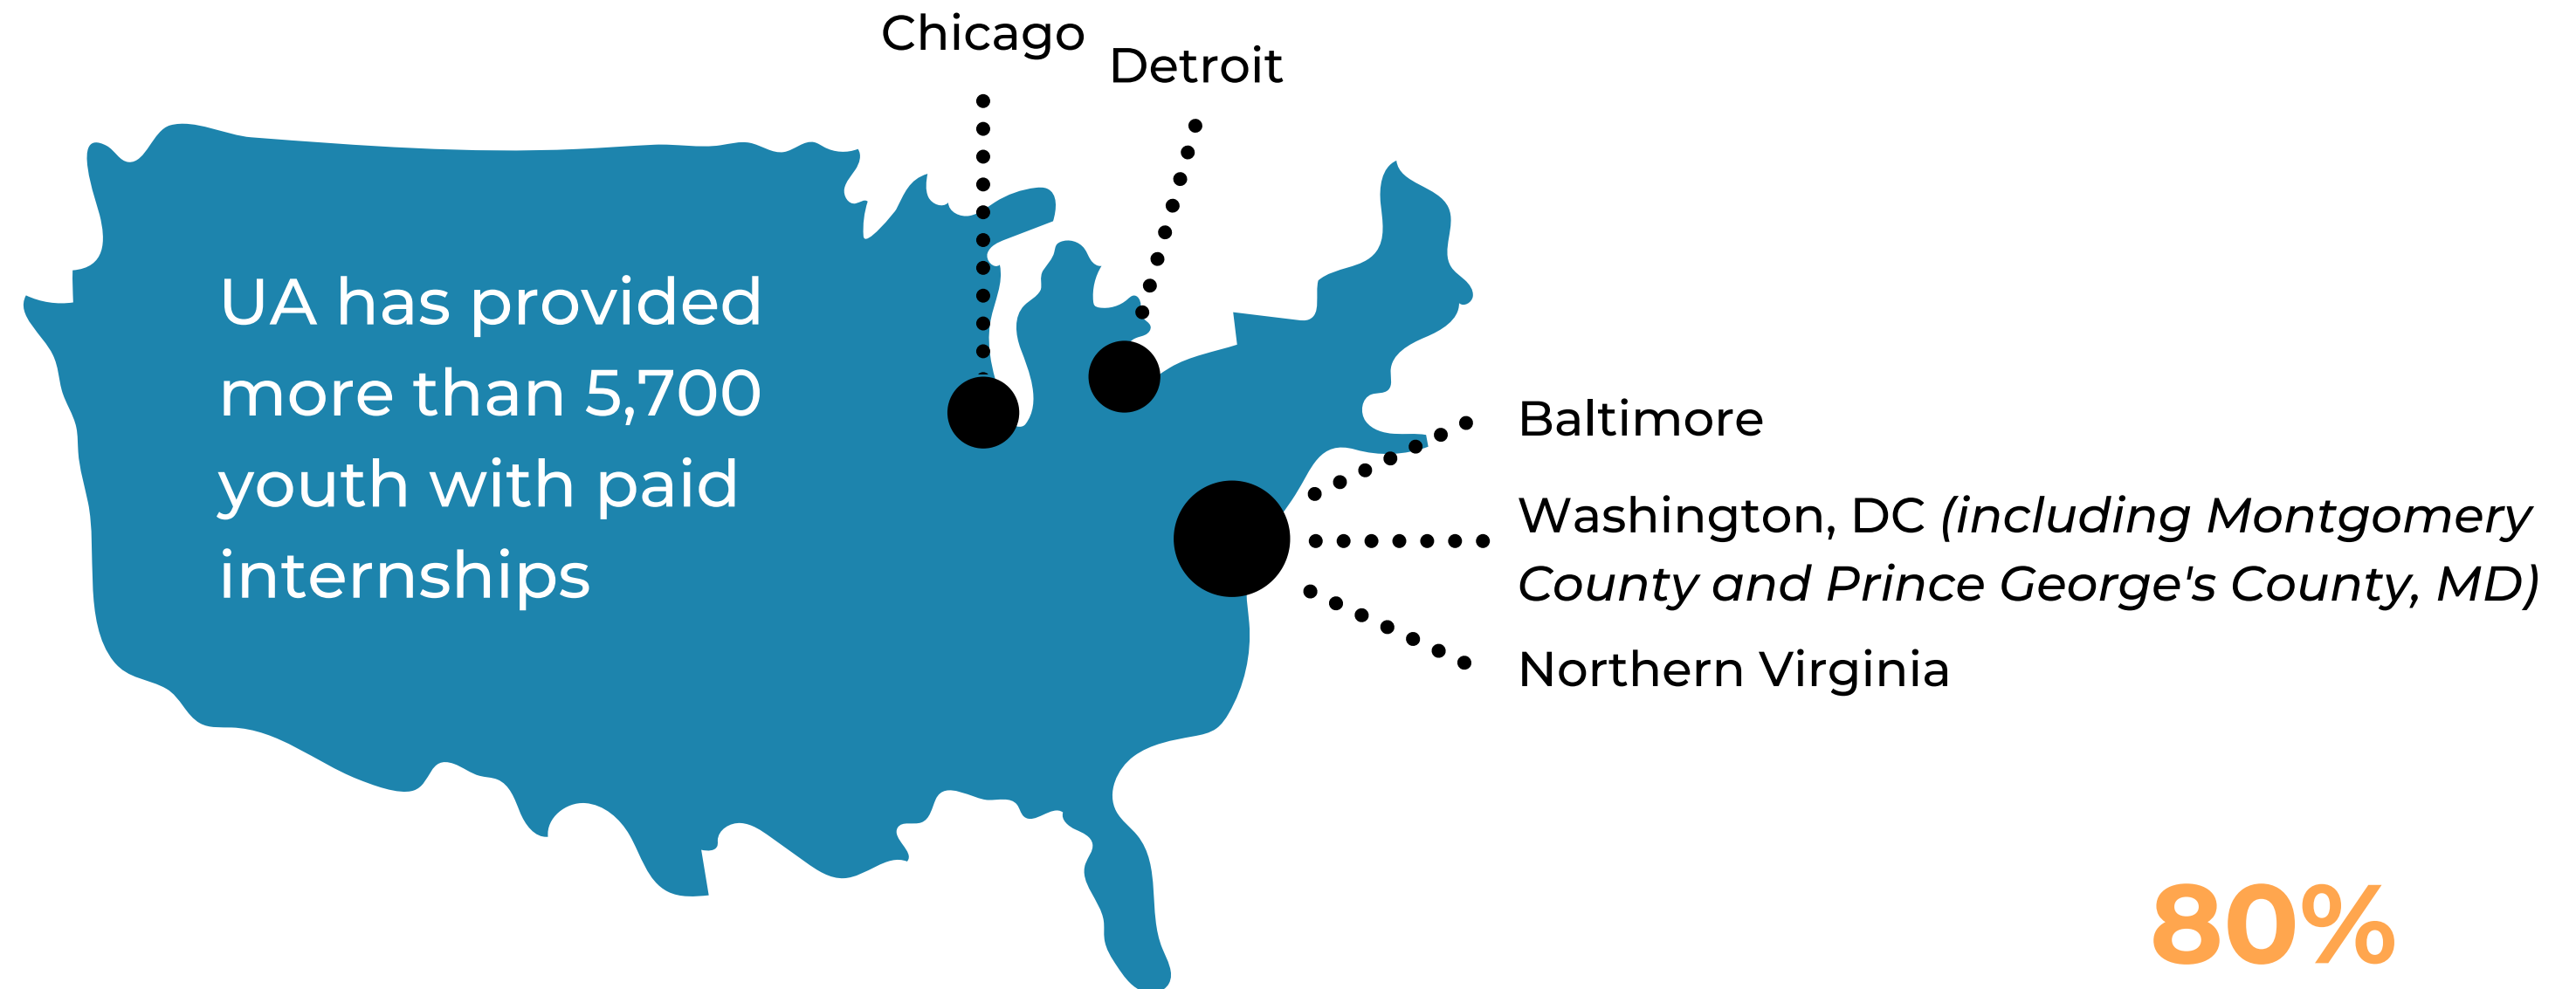 Chicago
Detroit
UA has provided
more than 5,700
youth with paid
internships
Baltimore
Washington, DC (including Montgomery
County and Prince George's County, MD)
Northern Virginia
80%